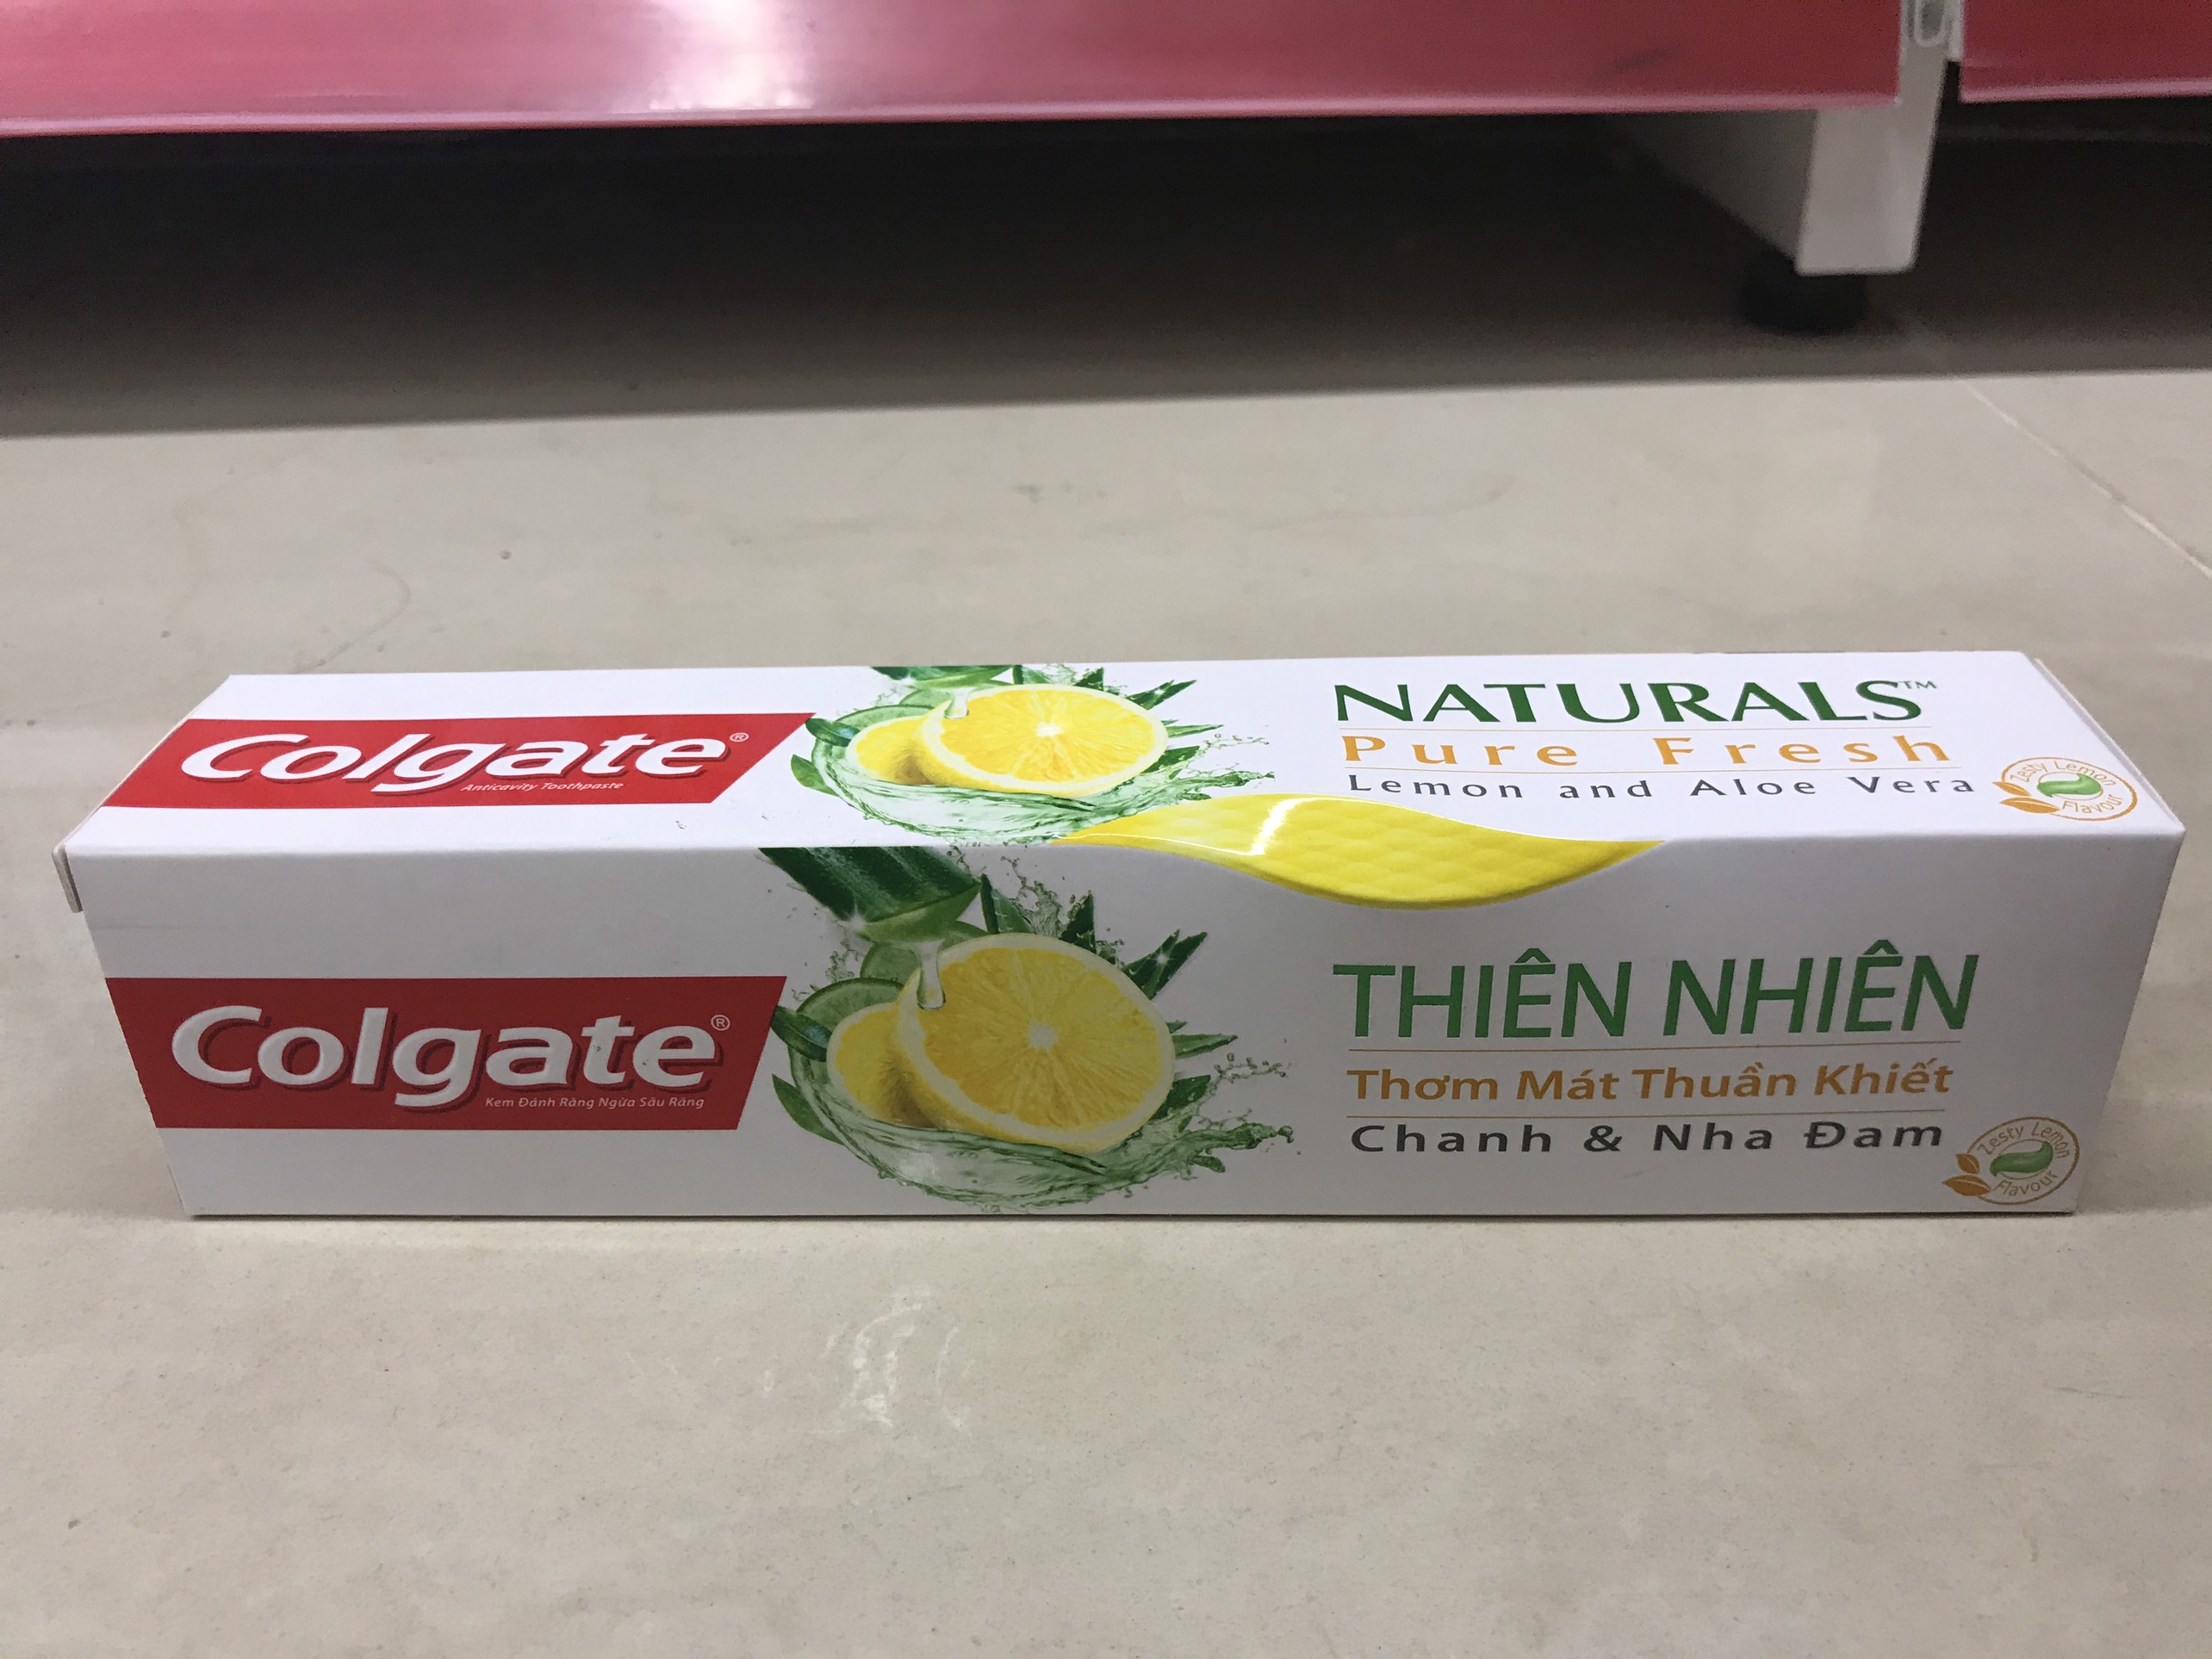 Colgate®
Anticavity Toothpaste
NATURALS™
Pure Fresh
Lemon and Aloe Vera
Zesty Lemon
Flavour
Colgate®
Kem Đánh Răng Ngừa Sâu Răng
THIÊN NHIÊN
Thơm Mát Thuần Khiết
Chanh & Nha Đam
Zesty Lemon
Flavour